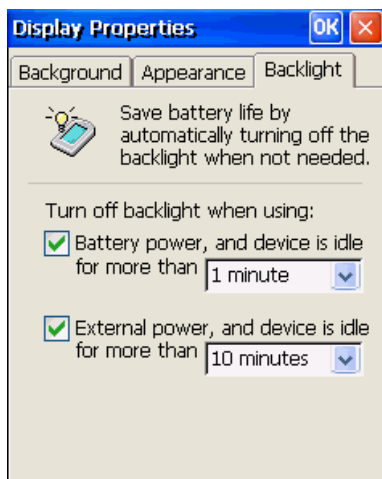 Display Properties OK
Background Appearance Backlight
Save battery life by
automatically turning off the
backlight when not needed.
Turn off backlight when using:
Battery power, and device is idle
for more than 1 minute
External power, and device is idle
for more than 10 minutes